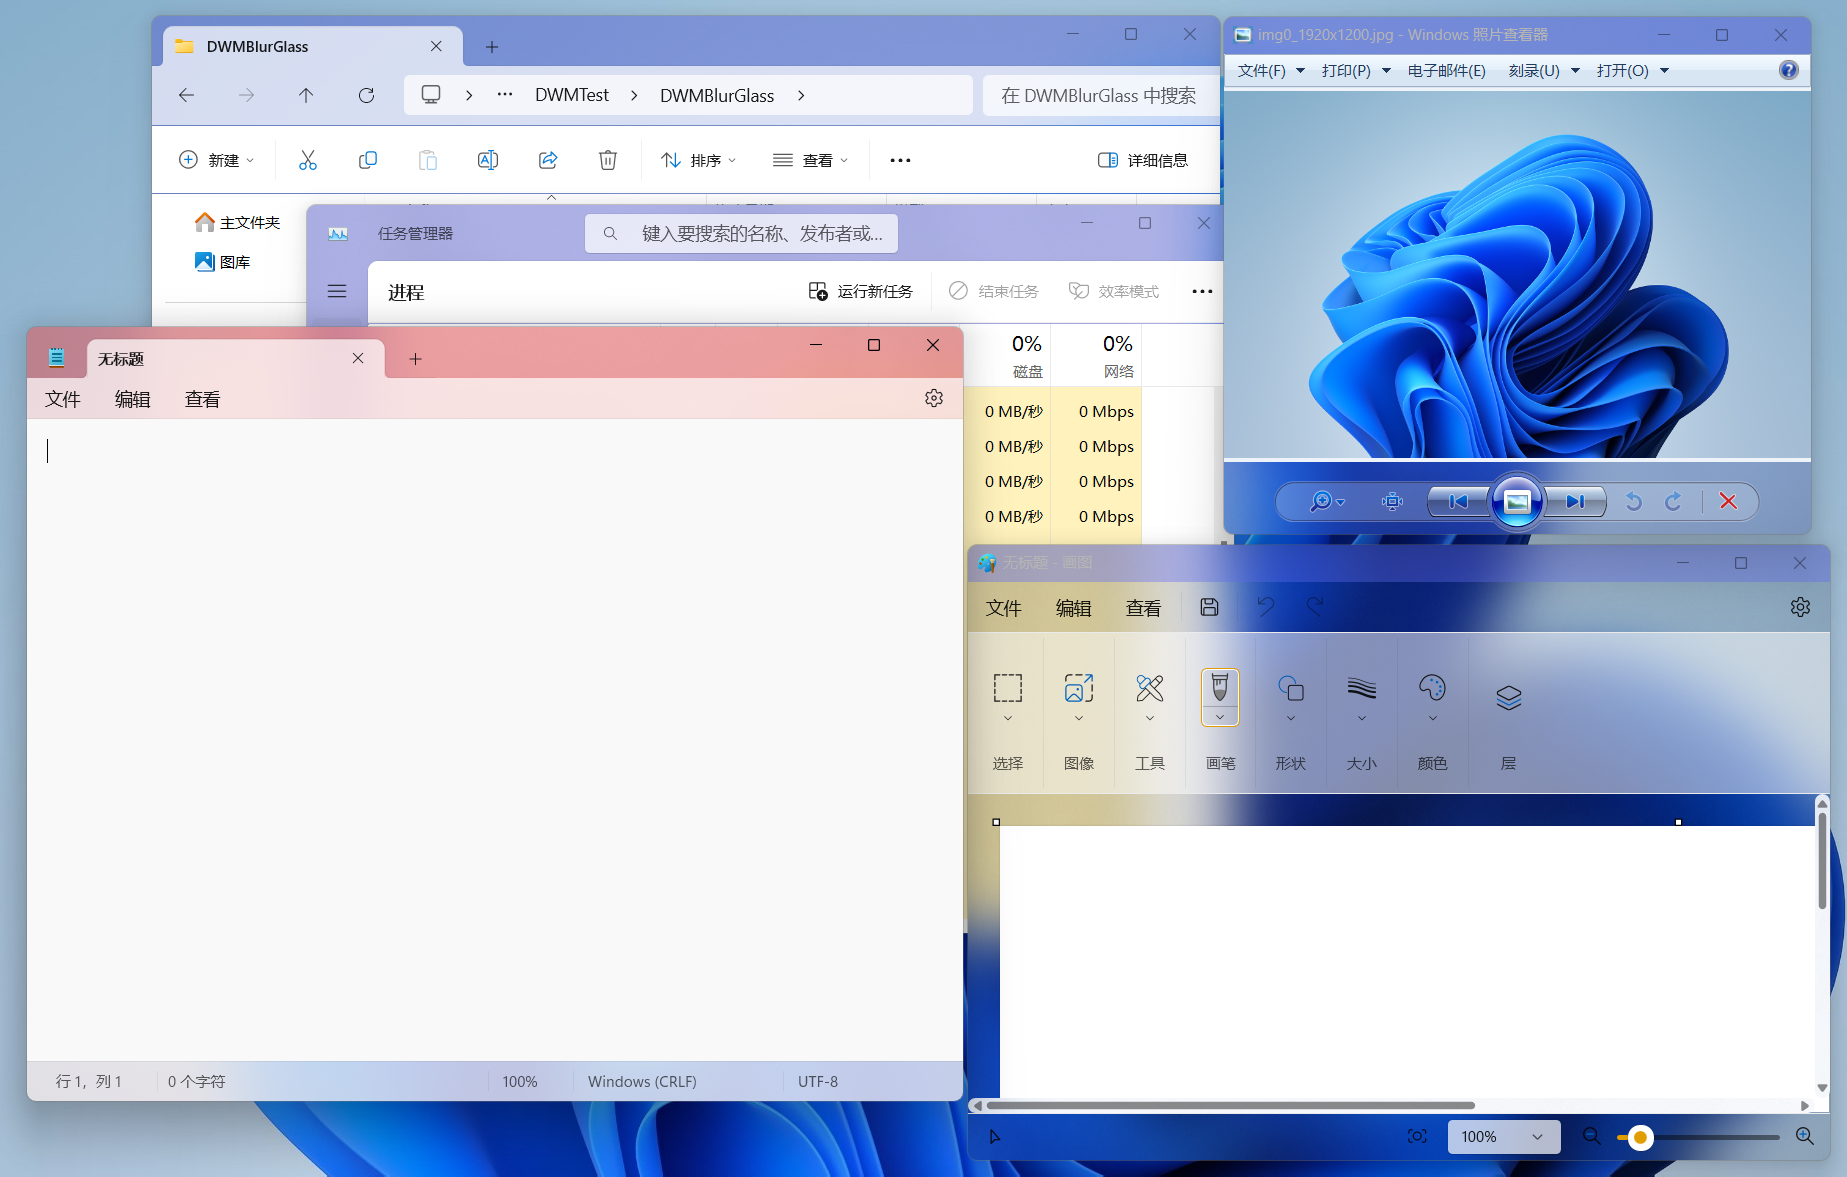 DWMBlurGlass
DWMTest
DWMBlurGlass
在 DWMBlurGlass 中搜索
新建
排序
查看
详细信息
主文件夹
图库
img0_1920x1200.jpg - Windows 照片查看器
文件(F)
打印(P)
电子邮件(E)
刻录(U)
打开(O)
任务管理器
键入要搜索的名称、发布者或...
进程
运行新任务
结束任务
效率模式
0%
0%
磁盘
网络
0 MB/秒
0 Mbps
0 MB/秒
0 Mbps
0 MB/秒
0 Mbps
0 MB/秒
0 Mbps
无标题
文件
编辑
查看
行 1，列 1
0 个字符
100%
Windows (CRLF)
UTF-8
无标题 - 画图
文件
编辑
查看
选择
图像
工具
画笔
形状
大小
颜色
层
100%